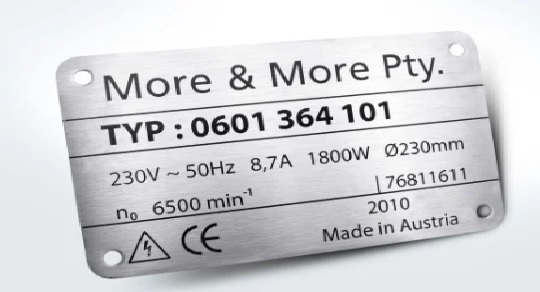 More & More Pty.
TYP : 0601 364 101
230V ~ 50Hz 8,7A 1800W Ø230mm
n₀ 6500 min⁻¹ | 76811611
CE 2010
Made in Austria